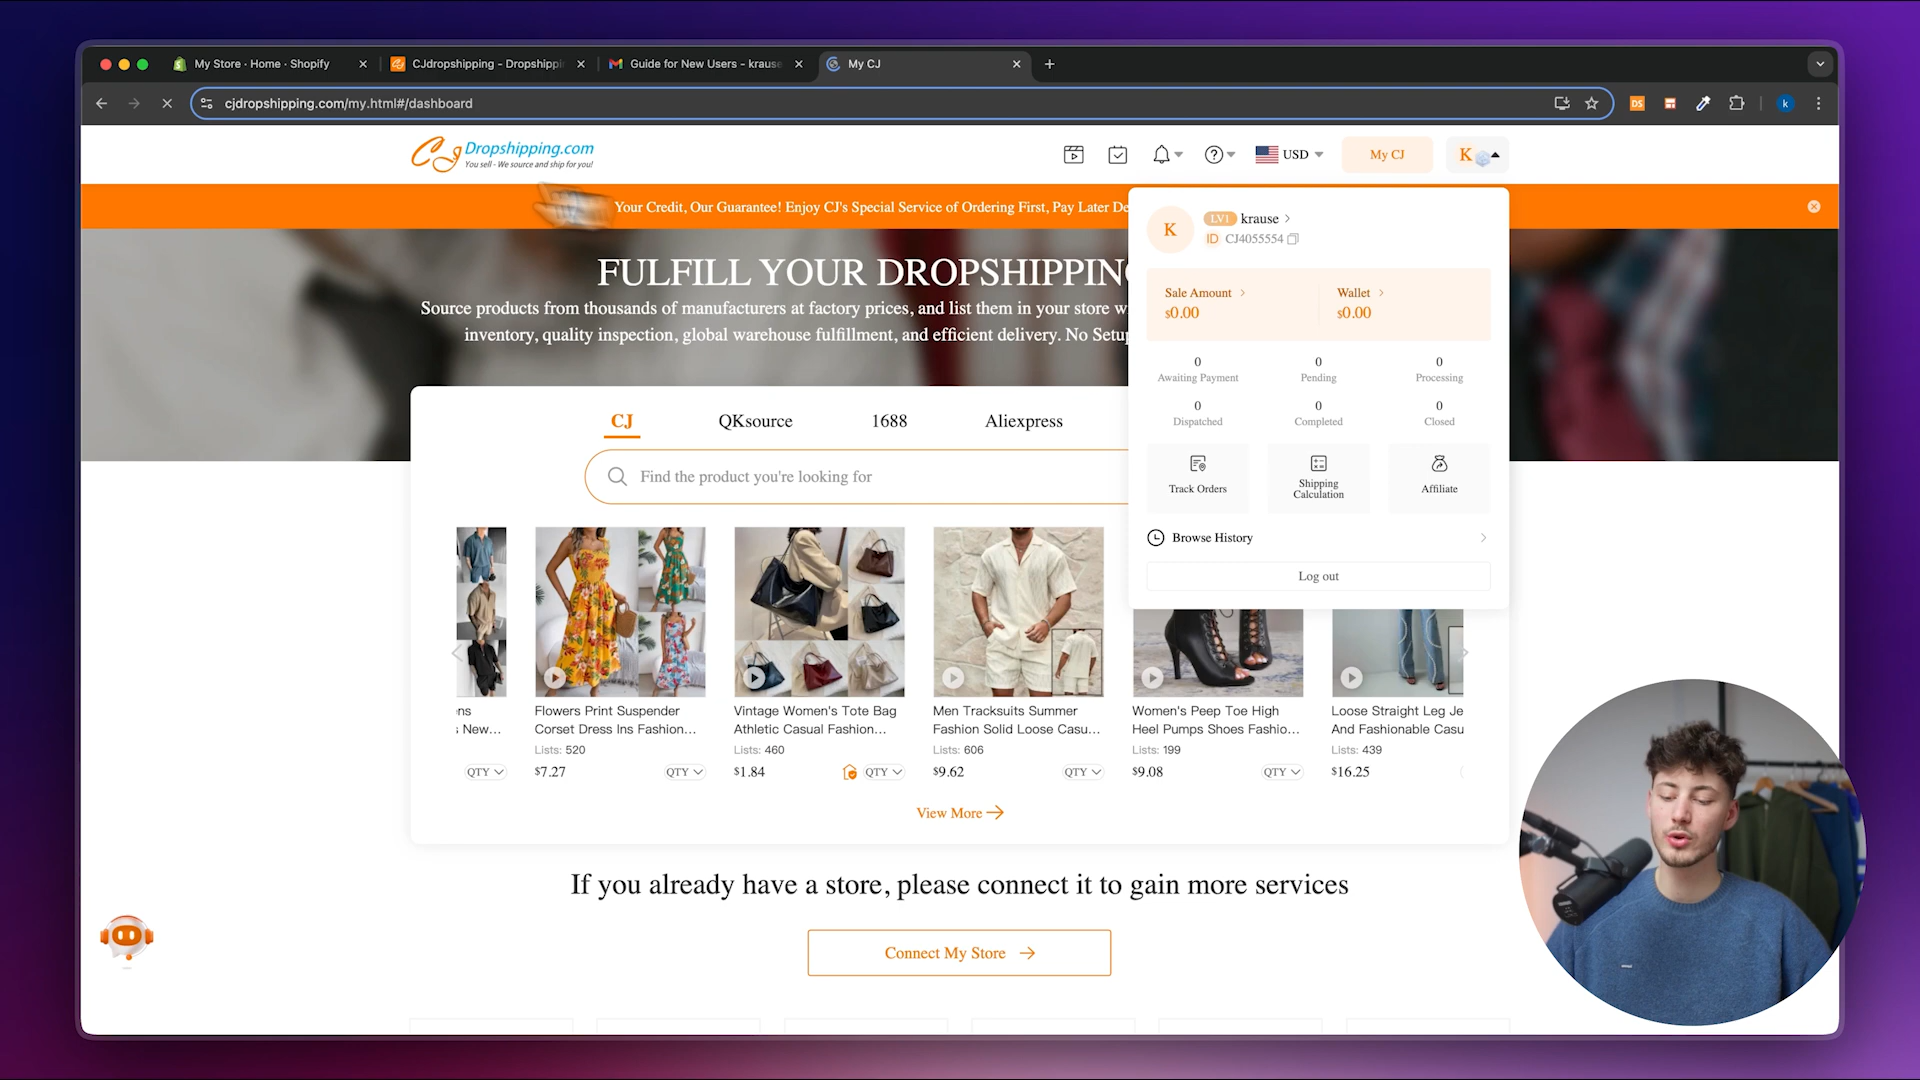 My Store · Home · Shopify
CJdropshipping - Dropshippi
Guide for New Users - krause
My CJ
cjdropshipping.com/my.html#/dashboard
DS
k
CJ Dropshipping.com
You sell - We source and ship for you!
USD
My CJ
K
Your Credit, Our Guarantee! Enjoy CJ's Special Service of Ordering First, Pay Later De
FULFILL YOUR DROPSHIPPING
Source products from thousands of manufacturers at factory prices, and list them in your store w
inventory, quality inspection, global warehouse fulfillment, and efficient delivery. No Setup
K
LV1 krause
ID CJ4055554
Sale Amount
Wallet
$0.00
$0.00
0
0
0
Awaiting Payment
Pending
Processing
0
0
0
Dispatched
Completed
Closed
Track Orders
Shipping
Calculation
Affiliate
Browse History
Log out
CJ
QKsource
1688
Aliexpress
Find the product you're looking for
ns
New...
QTY
Flowers Print Suspender
Corset Dress Ins Fashion...
Lists: 520
$7.27
QTY
Vintage Women's Tote Bag
Athletic Casual Fashion...
Lists: 460
$1.84
QTY
Men Tracksuits Summer
Fashion Solid Loose Casu...
Lists: 606
$9.62
QTY
Women's Peep Toe High
Heel Pumps Shoes Fashio...
Lists: 199
$9.08
QTY
Loose Straight Leg Je
And Fashionable Casu
Lists: 439
$16.25
View More
If you already have a store, please connect it to gain more services
Connect My Store